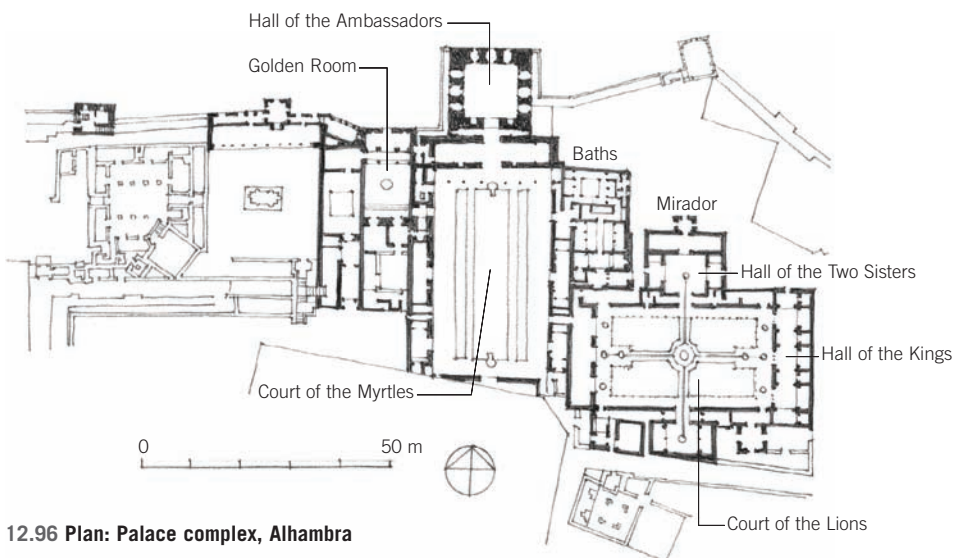 Hall of the Ambassadors
Golden Room
Baths
Mirador
Hall of the Two Sisters
Hall of the Kings
Court of the Myrtles
0 50 m
Court of the Lions
12.96 Plan: Palace complex, Alhambra